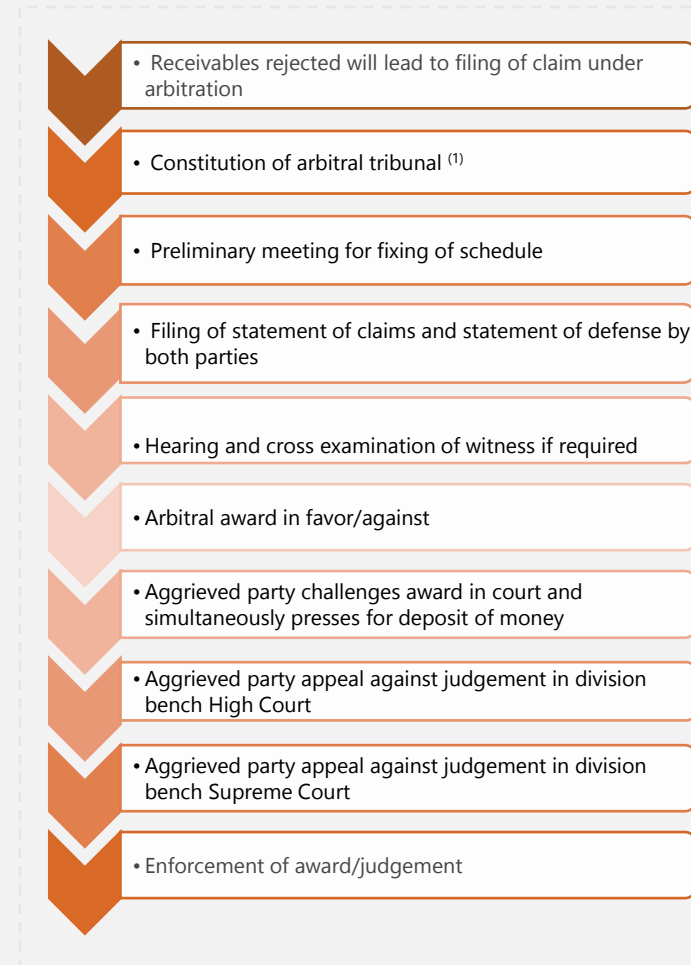 • Receivables rejected will lead to filing of claim under
arbitration
• Constitution of arbitral tribunal (1)
• Preliminary meeting for fixing of schedule
• Filing of statement of claims and statement of defense by
both parties
• Hearing and cross examination of witness if required
• Arbitral award in favor/against
• Aggrieved party challenges award in court and
simultaneously presses for deposit of money
• Aggrieved party appeal against judgement in division
bench High Court
• Aggrieved party appeal against judgement in division
bench Supreme Court
• Enforcement of award/judgement